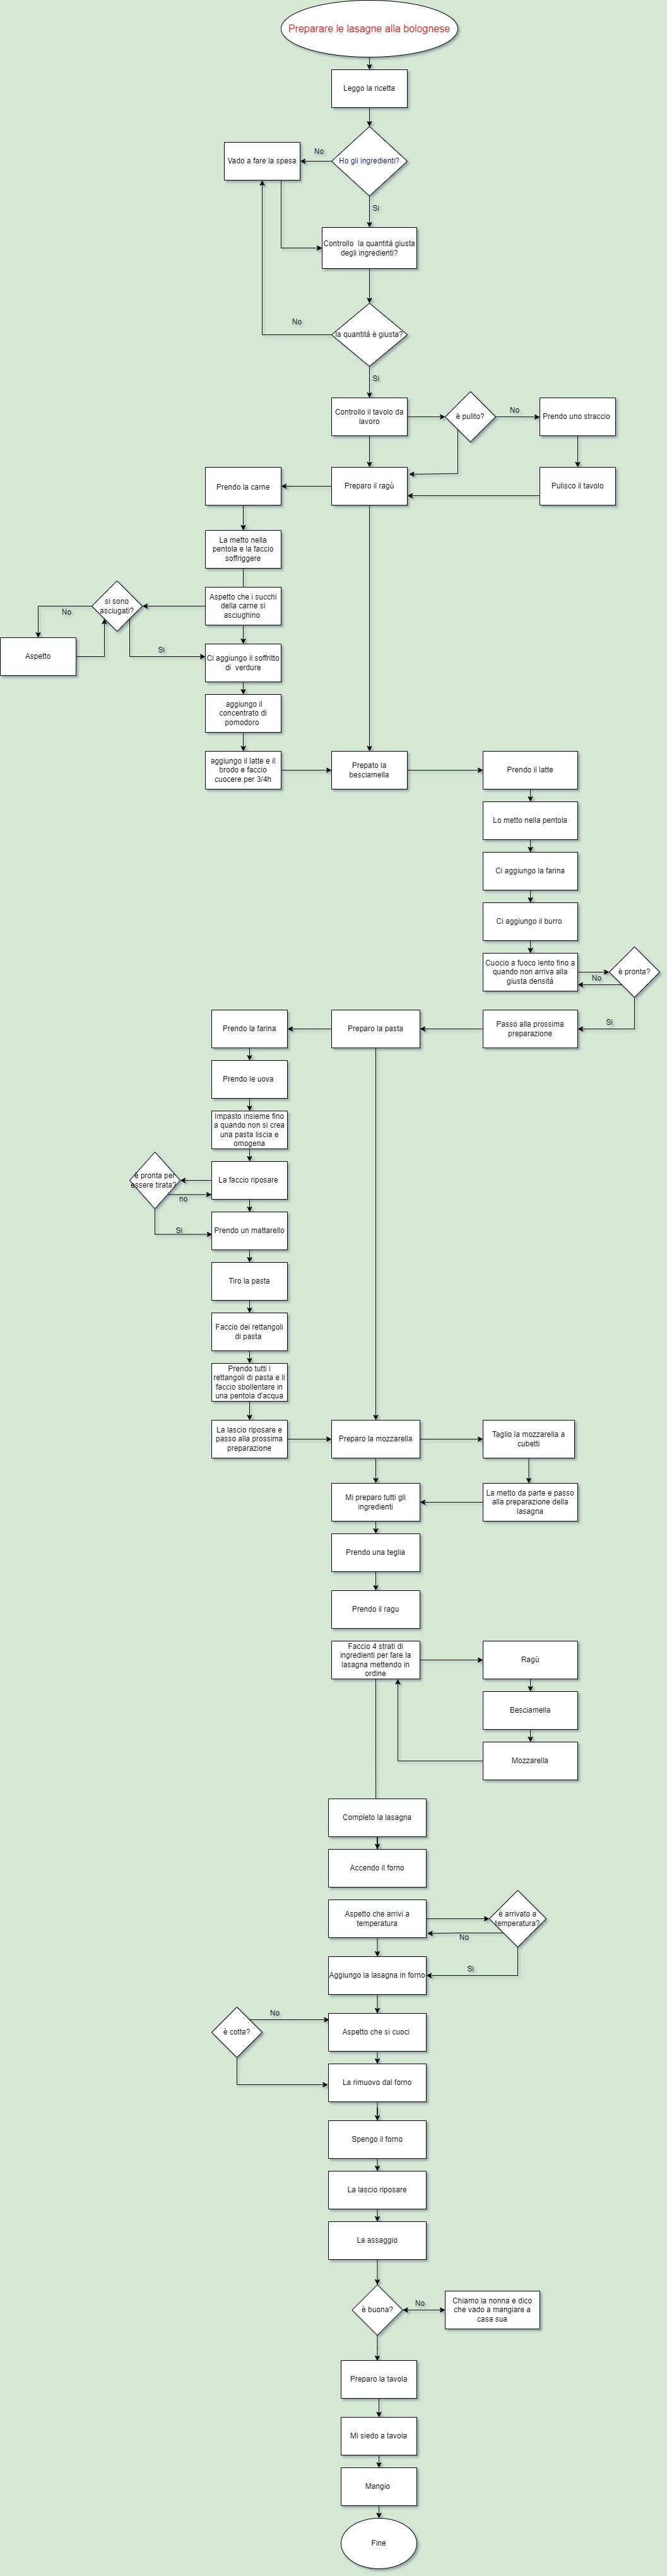 Preparare le lasagne alla bolognese
Leggo la ricetta
No
Vado a fare la spesa
Ho gli ingredienti?
Si
Controllo la quantitá giusta
degli ingredienti?
No
la quantitá è giusta?
Si
Controllo il tavolo da
lavoro
è pulito?
No
Prendo uno straccio
Prendo la carne
Preparo il ragù
Pulisco il tavolo
La metto nella
pentola e la faccio
soffriggere
si sono
asciugati?
No
Aspetto che i succhi
della carne si
asciughino
Aspetto
Si
Ci aggiungo il soffritto
di verdure
aggiungo il
concentrato di
pomodoro
aggiungo il latte e il
brodo e faccio
cuocere per 3/4h
Prepato la
besciamella
Prendo il latte
Lo metto nella pentola
Ci aggiungo la farina
Ci aggiungo il burro
Cuocio a fuoco lento fino a
quando non arriva alla
giusta densitá
è pronta?
No
Si
Prendo la farina
Preparo la pasta
Passo alla prossima
preparazione
Prendo le uova
Impasto insieme fino
a quando non si crea
una pasta liscia e
omogena
è pronta per
essere tirata?
La faccio riposare
no
Si
Prendo un mattarello
Tiro la pasta
Faccio dei rettangoli
di pasta
Prendo tutti i
rettangoli di pasta e li
faccio sbollentare in
una pentola d'acqua
La lascio riposare e
passo alla prossima
preparazione
Preparo la mozzarella
Taglio la mozzarella a
cubetti
Mi preparo tutti gli
ingredienti
La metto da parte e passo
alla preparazione della
lasagna
Prendo una teglia
Prendo il ragu
Faccio 4 strati di
ingredienti per fare la
lasagna mettendo in
ordine
Ragù
Besciamella
Mozzarella
Completo la lasagna
Accendo il forno
Aspetto che arrivi a
temperatura
è arrivato a
temperatura?
No
Si
Aggiungo la lasagna in forno
No
è cotta?
Aspetto che si cuoci
La rimuovo dal forno
Spengo il forno
La lascio riposare
La assaggio
è buona?
No
Chiamo la nonna e dico
che vado a mangiare a
casa sua
Preparo la tavola
Mi siedo a tavola
Mangio
Fine